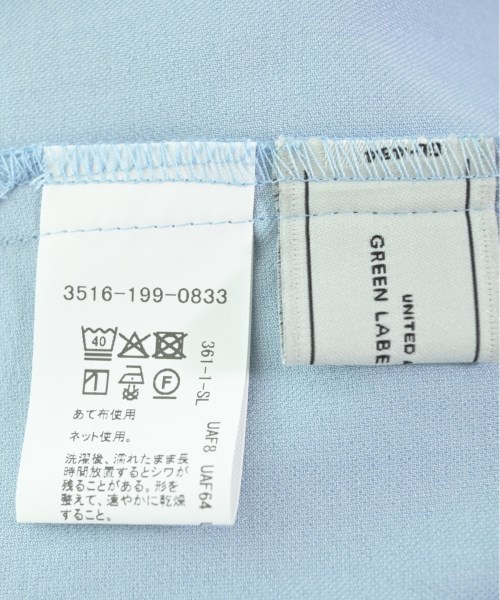 3516-199-0833
40
F
あて布使用
ネット使用。
洗濯後、濡れたまま長
時間放置するとシワが
残ることがある。形を
整えて、速やかに乾燥
すること。
361-1-SL UAF8 UAF64
UNITED
GREEN LABE